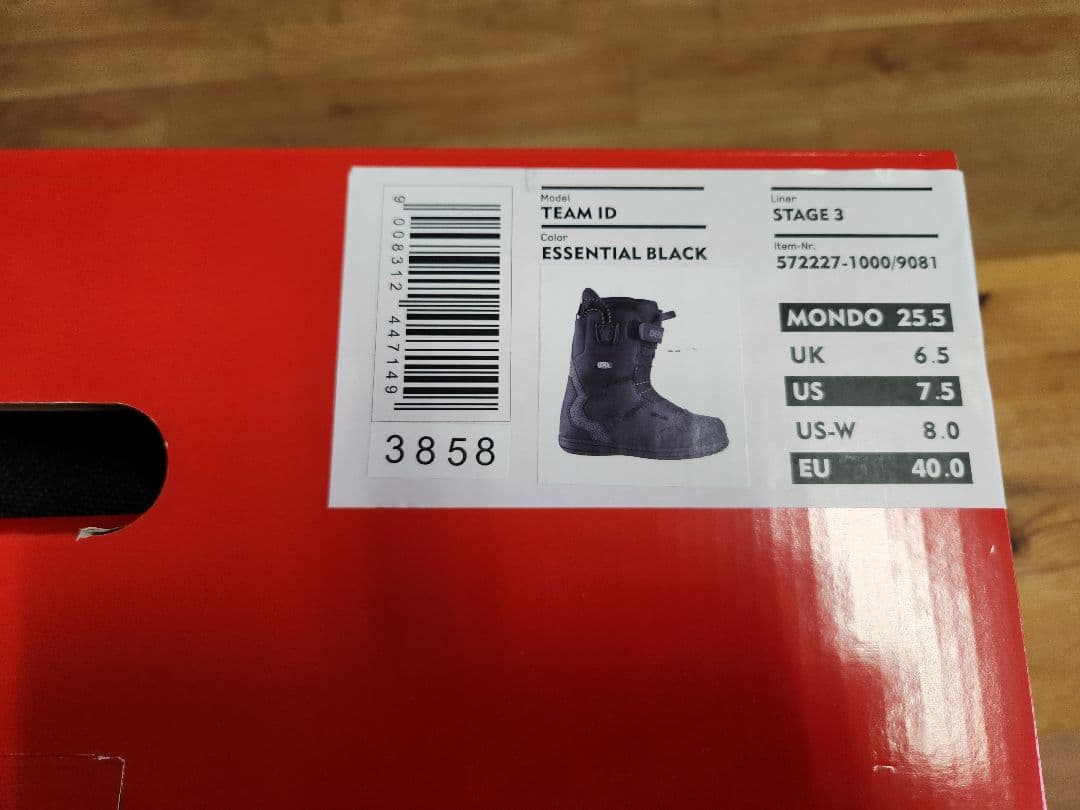 9 008312 447149
3858
Model
TEAM ID
Color
ESSENTIAL BLACK
Liner
STAGE 3
Item-Nr.
572227-1000/9081
MONDO 25.5
UK 6.5
US 7.5
US-W 8.0
EU 40.0